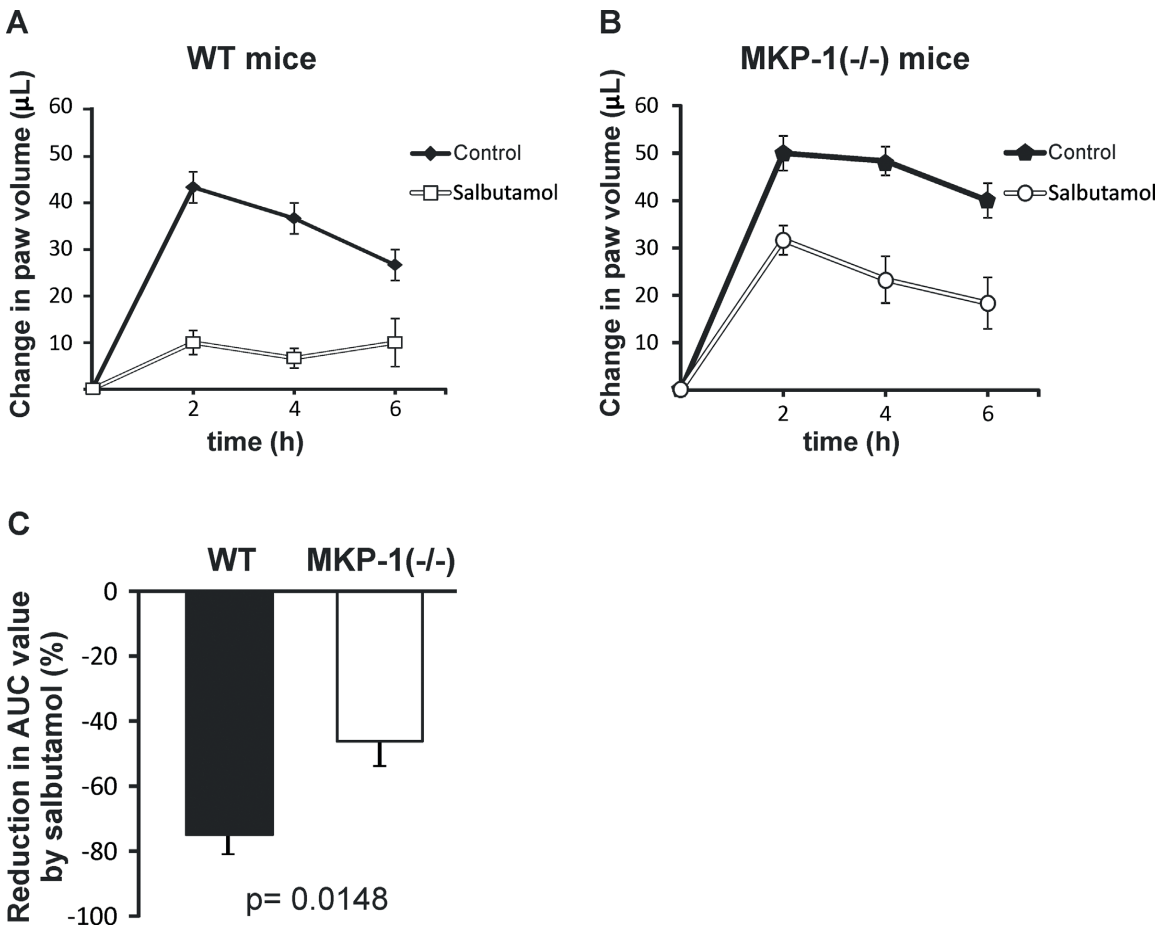 A
WT mice
Change in paw volume (µL)
60
50
40
30
20
10
2
4
6
time (h)
Control
Salbutamol
B
MKP-1(-/-) mice
Change in paw volume (µL)
60
50
40
30
20
10
2
4
6
time (h)
Control
Salbutamol
C
WT
MKP-1(-/-)
Reduction in AUC value
by salbutamol (%)
0
-20
-40
-60
-80
-100
p= 0.0148